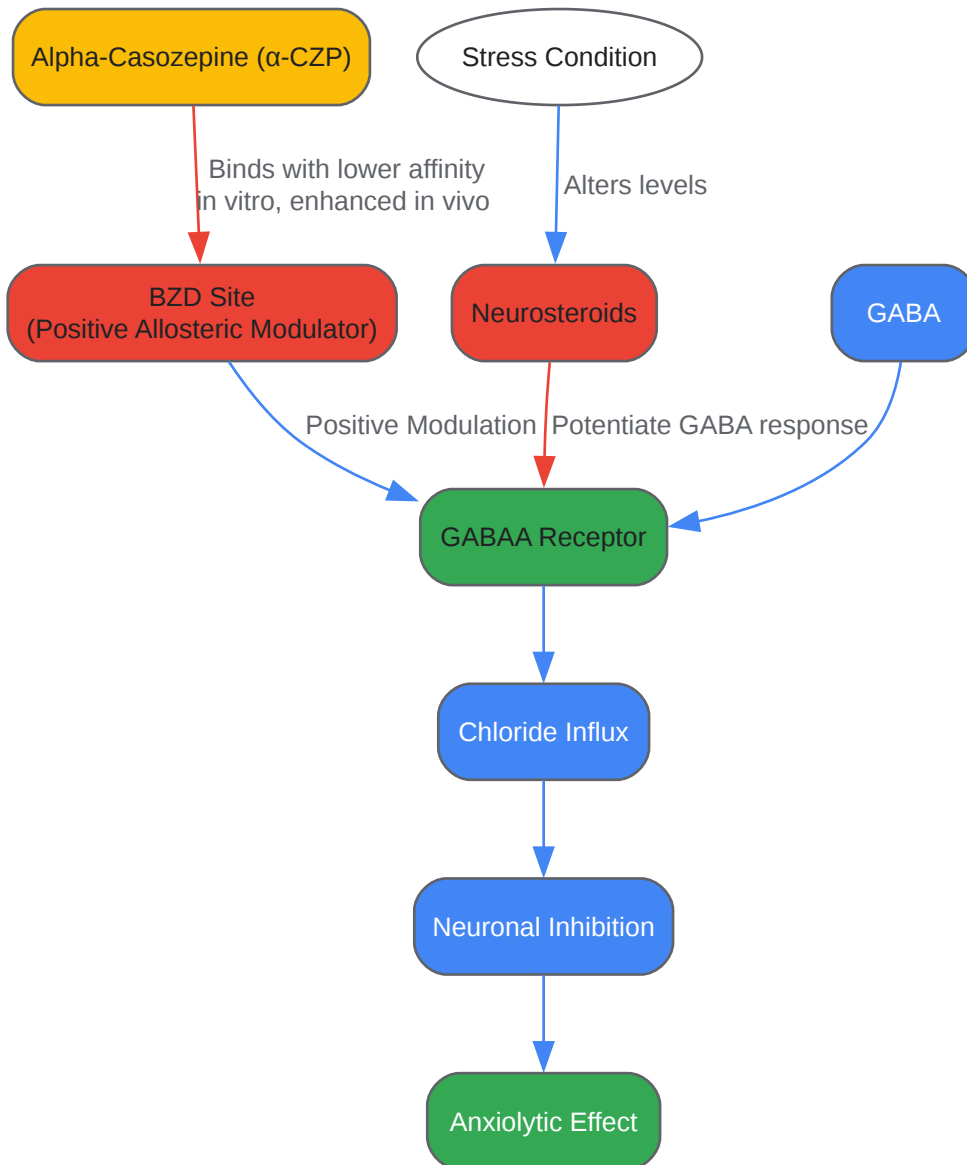 Alpha-Casozepine (α-CZP)
Stress Condition
Binds with lower affinity
in vitro, enhanced in vivo
Alters levels
BZD Site
(Positive Allosteric Modulator)
Neurosteroids
GABA
Positive Modulation
Potentiate GABA response
GABAA Receptor
Chloride Influx
Neuronal Inhibition
Anxiolytic Effect